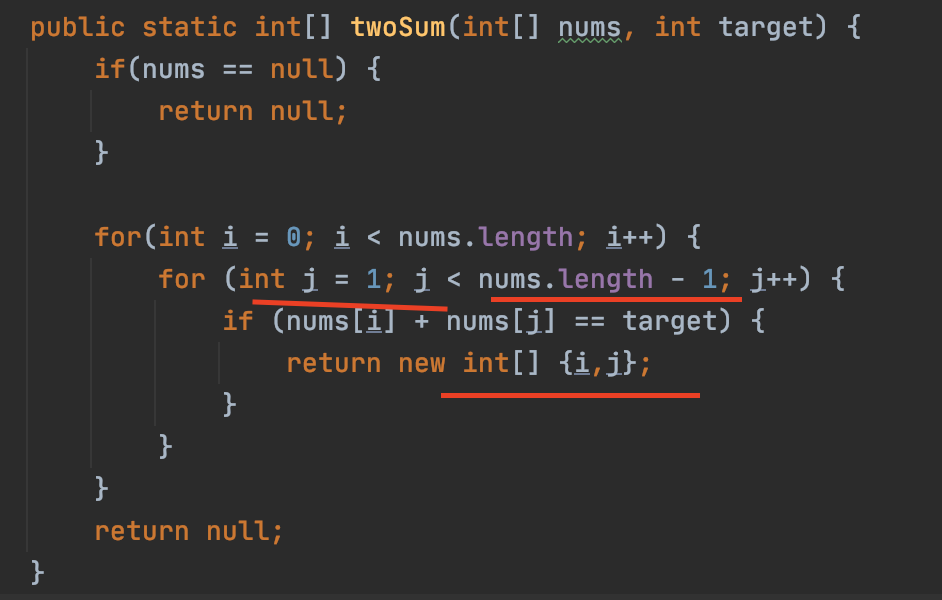 public static int[] twoSum(int[] nums, int target) {
    if(nums == null) {
        return null;
    }
    for(int i = 0; i < nums.length; i++) {
        for (int j = 1; j < nums.length - 1; j++) {
            if (nums[i] + nums[j] == target) {
                return new int[] {i,j};
            }
        }
    }
    return null;
}